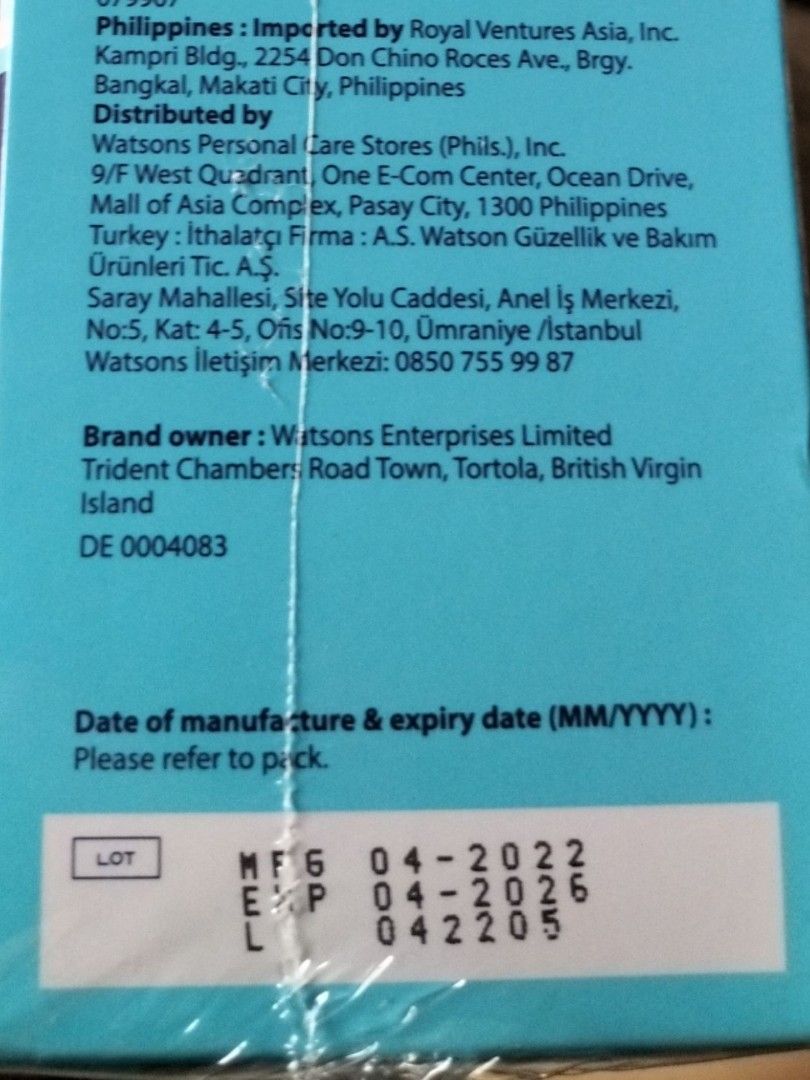 Philippines : Imported by Royal Ventures Asia, Inc.
Kampri Bldg., 2254 Don Chino Roces Ave., Brgy.
Bangkal, Makati City, Philippines
Distributed by
Watsons Personal Care Stores (Phils.), Inc.
9/F West Quadrant, One E-Com Center, Ocean Drive,
Mall of Asia Complex, Pasay City, 1300 Philippines
Turkey : İthalatçı Firma : A.S. Watson Güzellik ve Bakım
Ürünleri Tic. A.Ş.
Saray Mahallesi, Site Yolu Caddesi, Anel İş Merkezi,
No:5, Kat: 4-5, Ofis No:9-10, Ümraniye /İstanbul
Watsons İletişim Merkezi: 0850 755 99 87
Brand owner : Watsons Enterprises Limited
Trident Chambers Road Town, Tortola, British Virgin
Island
DE 0004083
Date of manufacture & expiry date (MM/YYYY) :
Please refer to pack.
LOT
MFG 04-2022
EXP 04-2026
L 042205